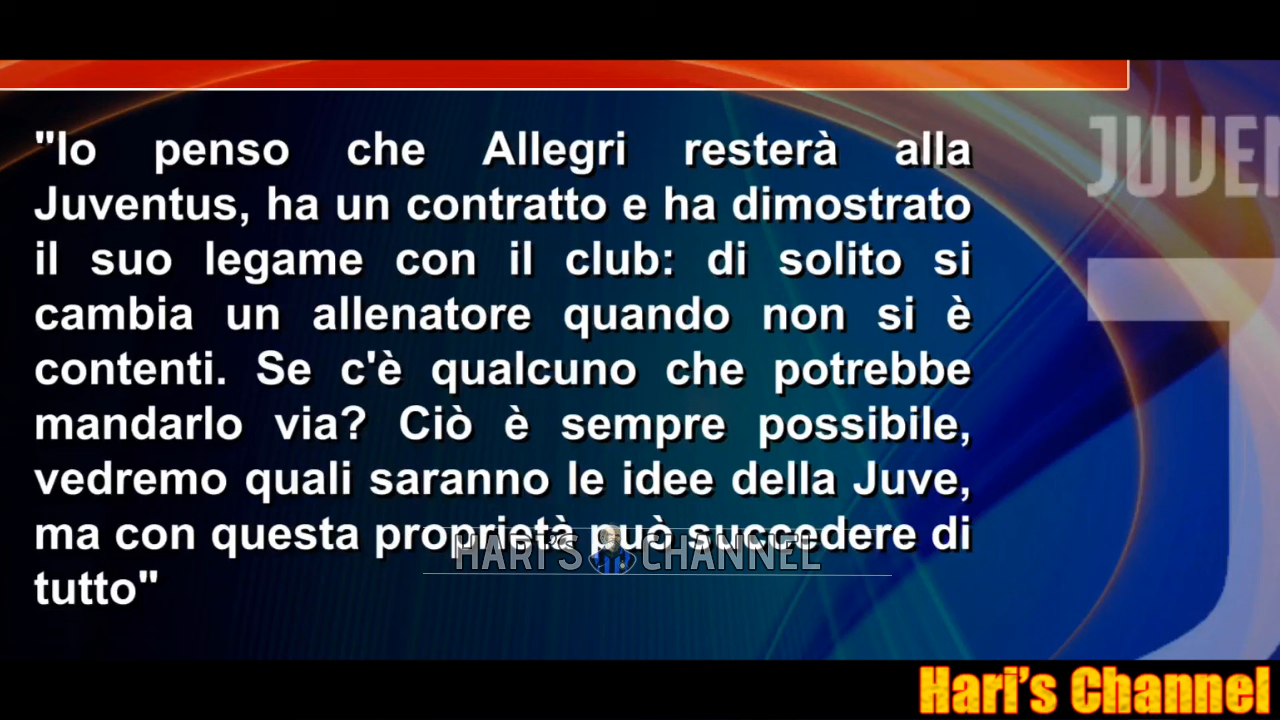 JUVEN
"Io penso che Allegri resterà alla
Juventus, ha un contratto e ha dimostrato
il suo legame con il club: di solito si
cambia un allenatore quando non si è
contenti. Se c'è qualcuno che potrebbe
mandarlo via? Ciò è sempre possibile,
vedremo quali saranno le idee della Juve,
ma con questa proprietà può succedere di
tutto"
HARI'S CHANNEL
Hari's Channel